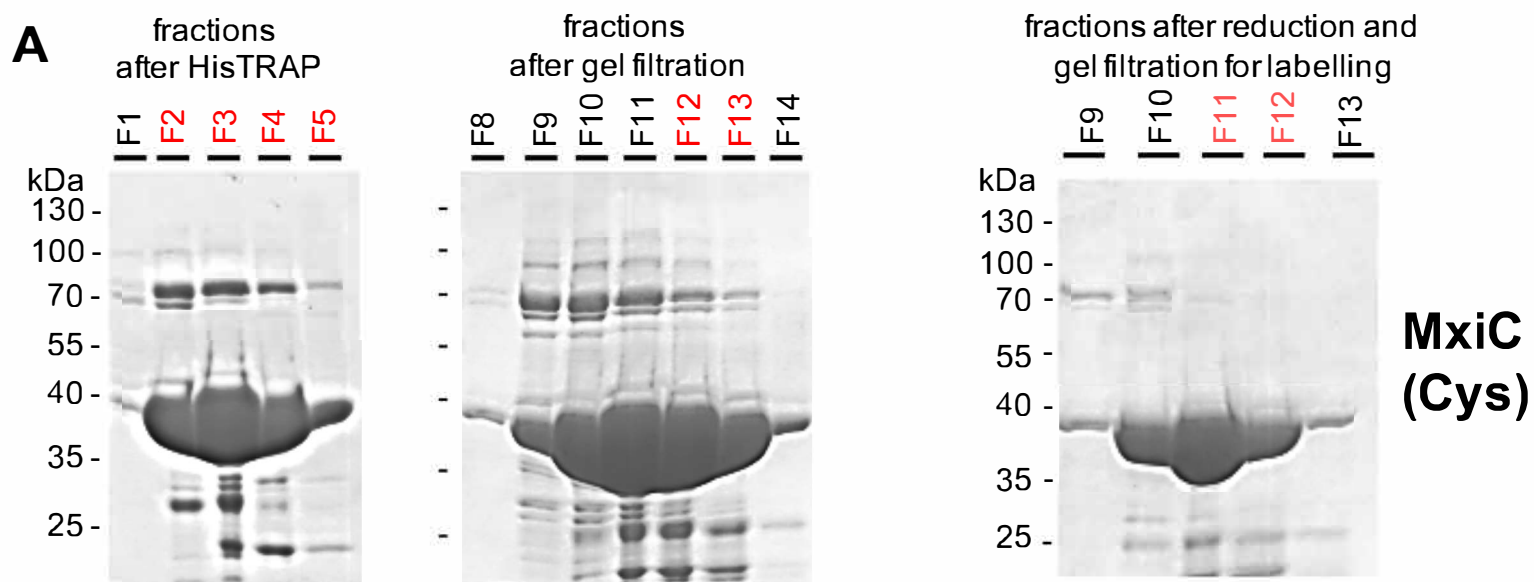 A
fractions
after HisTRAP
F1 F2 F3 F4 F5
kDa
130 -
100 -
70 -
55 -
40 -
35 -
25 -
fractions
after gel filtration
F8 F9 F10 F11 F12 F13 F14
-
-
-
-
-
-
-
fractions after reduction and
gel filtration for labelling
F9 F10 F11 F12 F13
kDa
130 -
100 -
70 -
55 -
40 -
35 -
25 -
MxiC
(Cys)